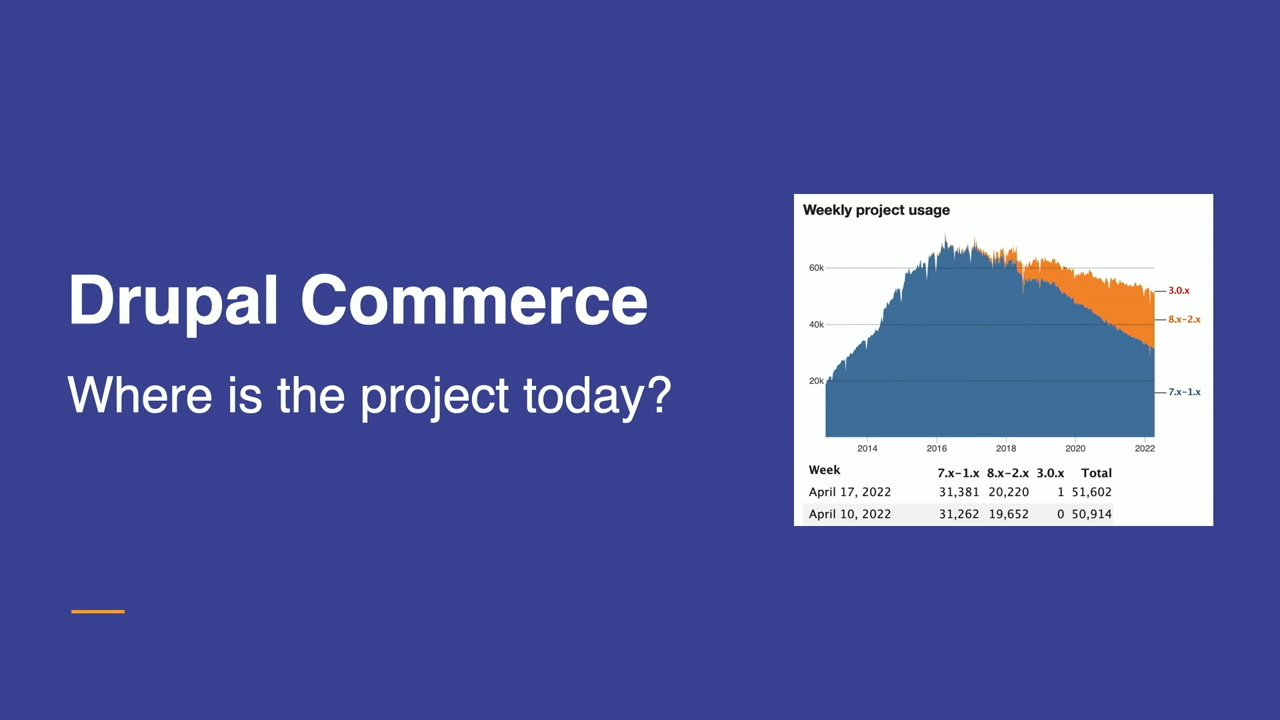 Drupal Commerce
Where is the project today?
Weekly project usage
60k
40k
20k
3.0.x
8.x-2.x
7.x-1.x
2014 2016 2018 2020 2022
Week 7.x-1.x 8.x-2.x 3.0.x Total
April 17, 2022 31,381 20,220 1 51,602
April 10, 2022 31,262 19,652 0 50,914